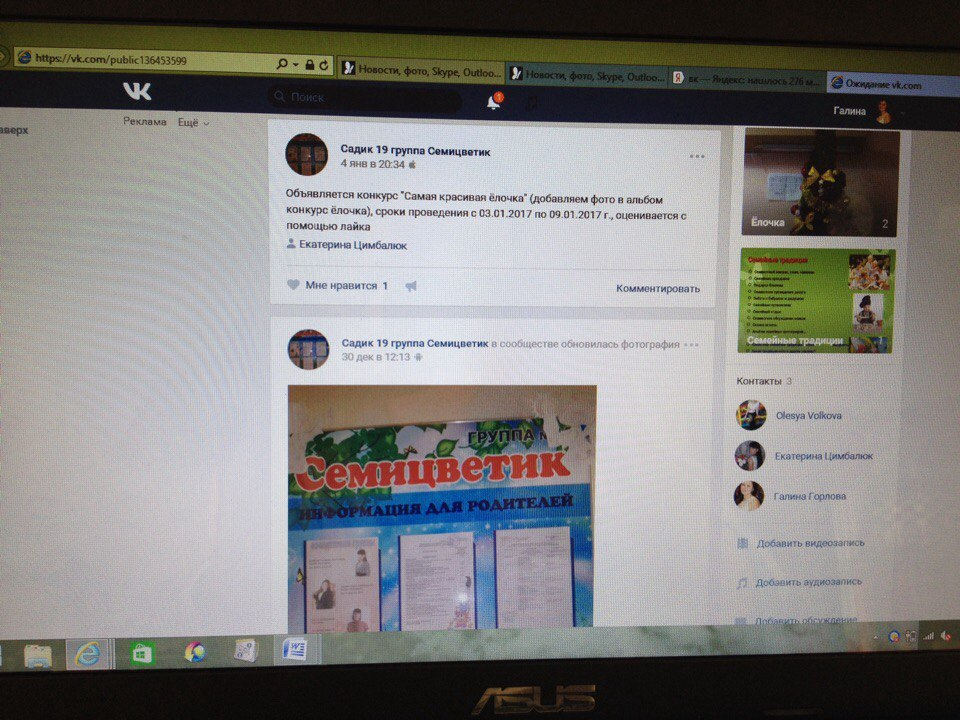 https://vk.com/public136453599
Новости, фото, Skype, Outloo...
Новости, фото, Skype, Outloo...
вк — Яндекс: нашлось 276 м...
Ожидание vk.com
Поиск
1
Галина
аверх
Реклама Ещё
Садик 19 группа Семицветик
4 янв в 20:34
Объявляется конкурс "Самая красивая ёлочка" (добавляем фото в альбом
конкурс ёлочка), сроки проведения с 03.01.2017 по 09.01.2017 г., оценивается с
помощью лайка
Екатерина Цимбалюк
Мне нравится 1
Комментировать
Садик 19 группа Семицветик в сообществе обновилась фотография
30 дек в 12:13
ГРУППА
Семицветик
ИНФОРМАЦИЯ ДЛЯ РОДИТЕЛЕЙ
Ёлочка 2
Семейные традиции
Семейные традиции 1
Контакты 3
Olesya Volkova
Екатерина Цимбалюк
Галина Горлова
Добавить видеозапись
Добавить аудиозапись
Добавить обсуждение
ASUS